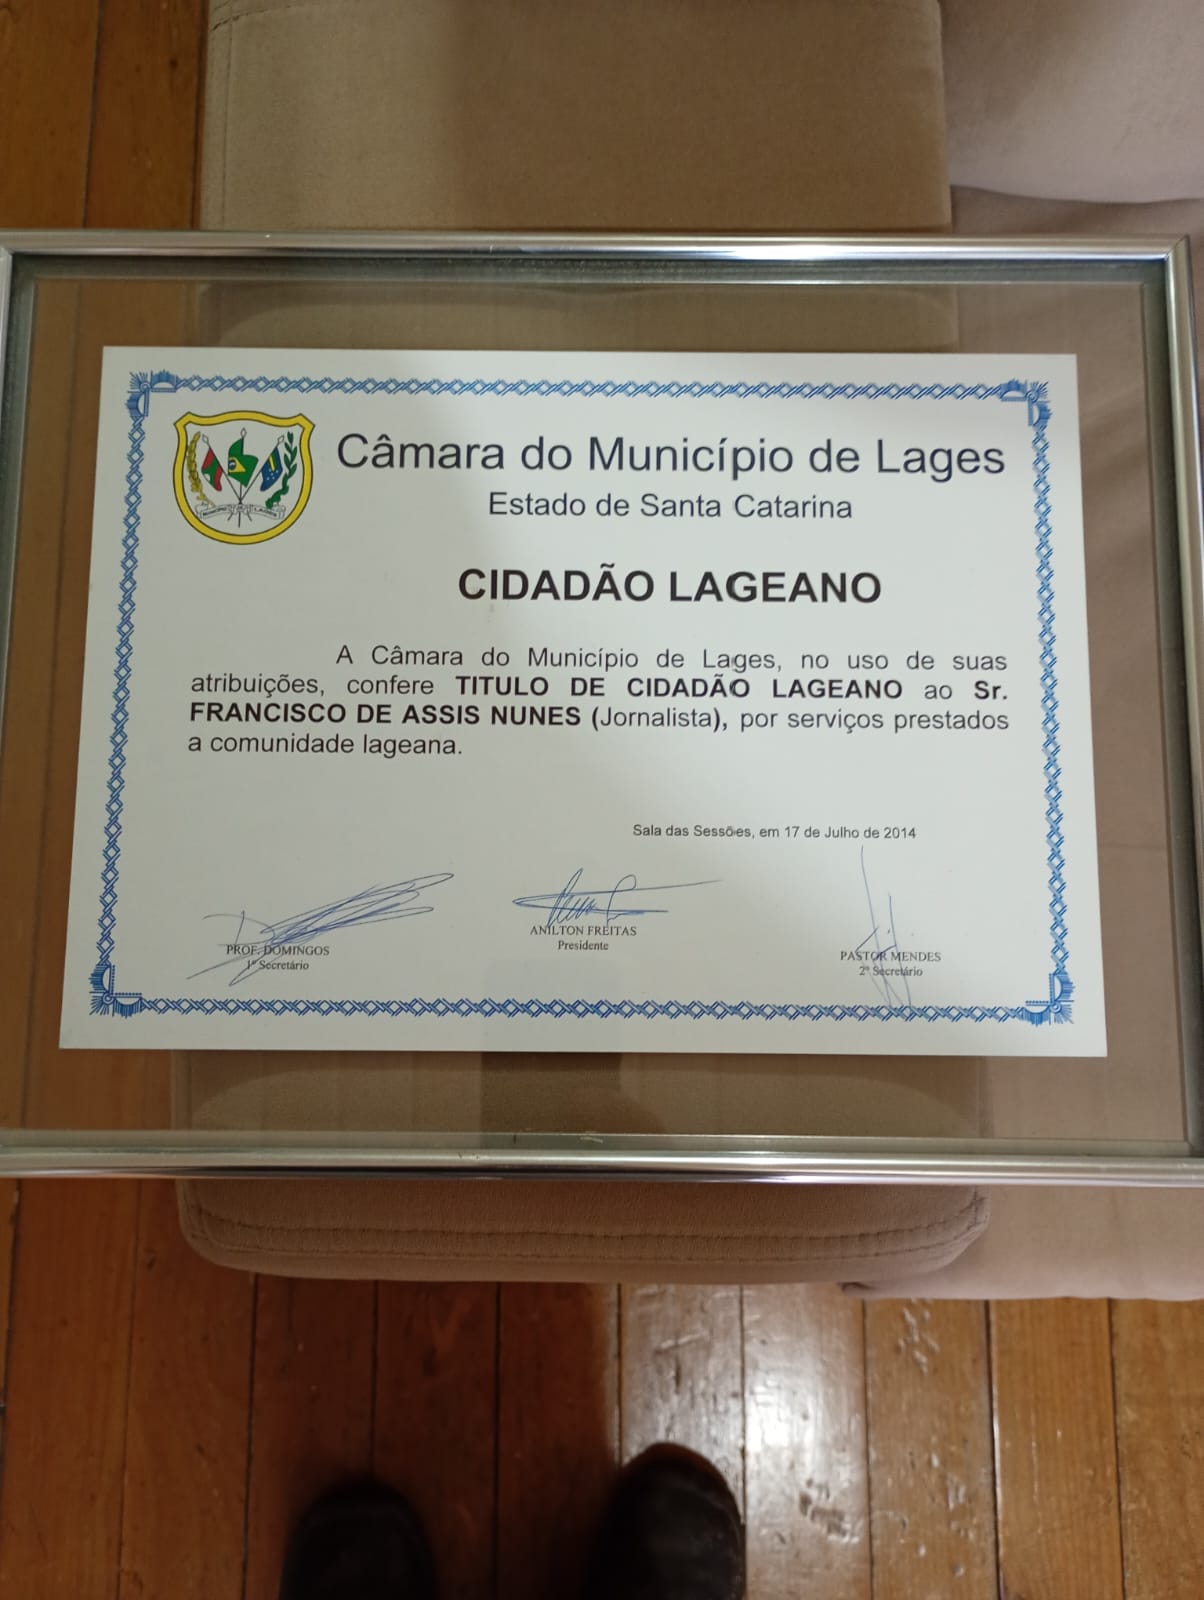 Câmara do Município de Lages
Estado de Santa Catarina
CIDADÃO LAGEANO
A Câmara do Município de Lages, no uso de suas
atribuições, confere TITULO DE CIDADÃO LAGEANO ao Sr.
FRANCISCO DE ASSIS NUNES (Jornalista), por serviços prestados
a comunidade lageana.
Sala das Sessões, em 17 de Julho de 2014
PROF. DOMINGOS
1º Secretário
ANILTON FREITAS
Presidente
PASTOR MENDES
2º Secretário